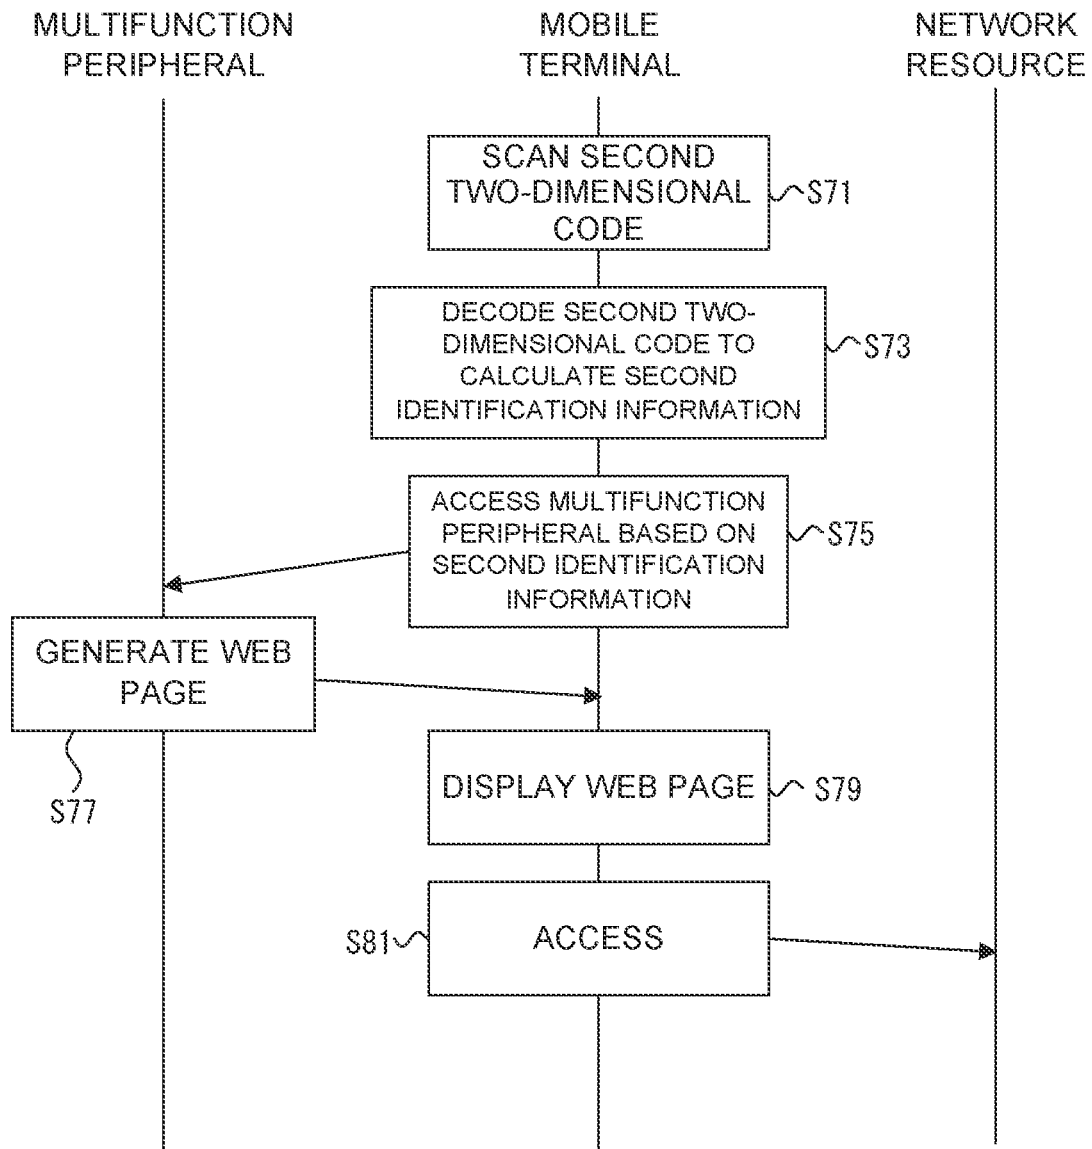 MULTIFUNCTION
PERIPHERAL
MOBILE
TERMINAL
NETWORK
RESOURCE
SCAN SECOND
TWO-DIMENSIONAL
CODE
S71
DECODE SECOND TWO-
DIMENSIONAL CODE TO
CALCULATE SECOND
IDENTIFICATION INFORMATION
S73
ACCESS MULTIFUNCTION
PERIPHERAL BASED ON
SECOND IDENTIFICATION
INFORMATION
S75
GENERATE WEB
PAGE
S77
DISPLAY WEB PAGE
S79
S81
ACCESS